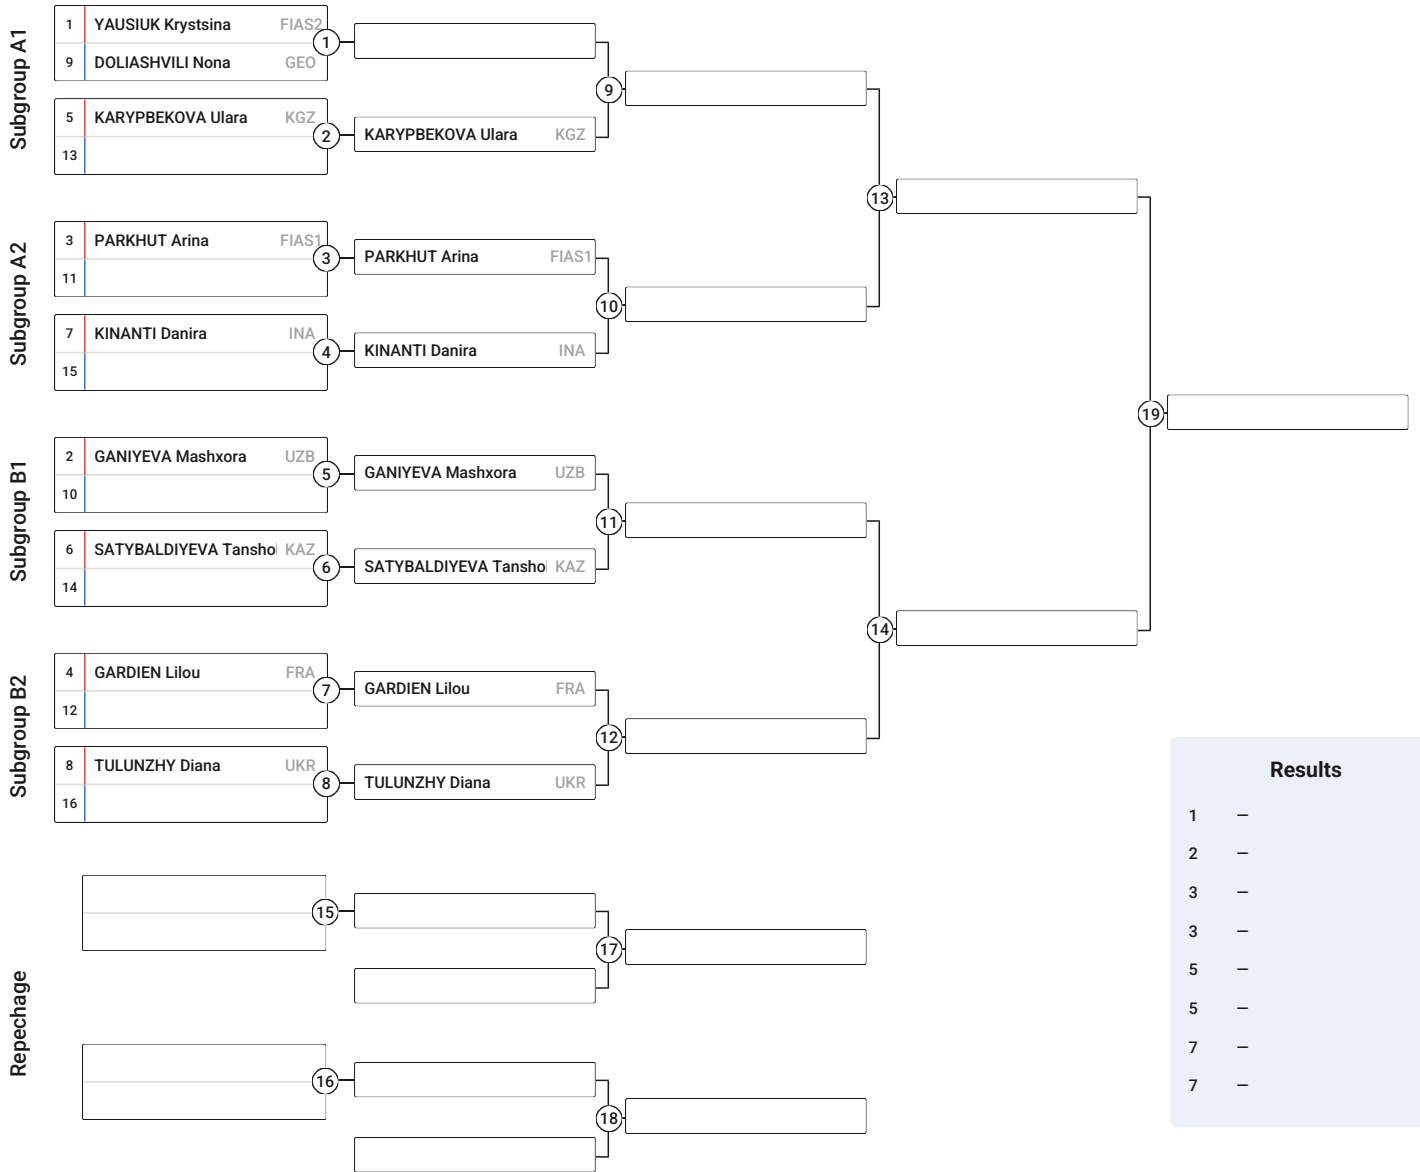 Subgroup A1
1 YAUSIUK Krystsina FIAS2
9 DOLIASHVILI Nona GEO
1
5 KARYPBEKOVA Ulara KGZ
13
2
KARYPBEKOVA Ulara KGZ
9
Subgroup A2
3 PARKHUT Arina FIAS1
11
3
PARKHUT Arina FIAS1
7 KINANTI Danira INA
15
4
KINANTI Danira INA
10
13
Subgroup B1
2 GANIYEVA Mashxora UZB
10
5
GANIYEVA Mashxora UZB
6 SATYBALDIYEVA Tansho KAZ
14
6
SATYBALDIYEVA Tansho KAZ
11
Subgroup B2
4 GARDIEN Lilou FRA
12
7
GARDIEN Lilou FRA
8 TULUNZHY Diana UKR
16
8
TULUNZHY Diana UKR
12
14
19
Repechage
15
17
16
18
Results
1 –
2 –
3 –
3 –
5 –
5 –
7 –
7 –